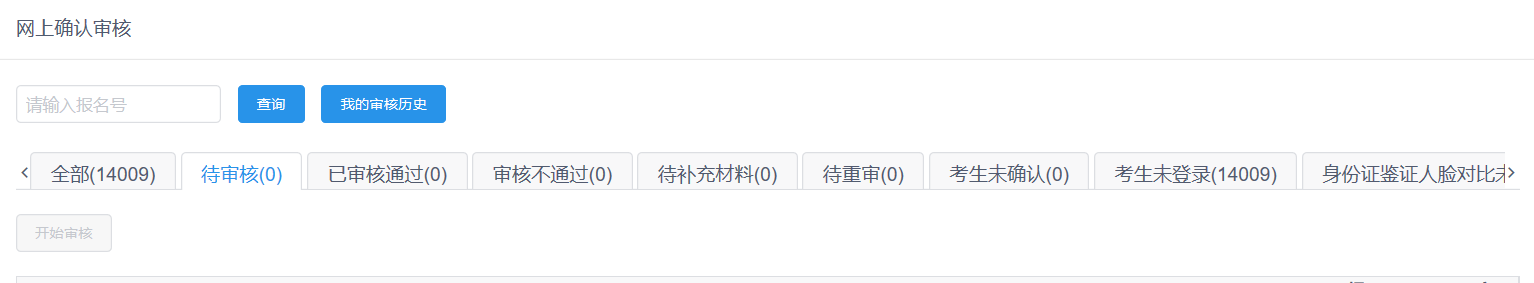 网上确认审核
请输入报名号 查询 我的审核历史
全部(14009) 待审核(0) 已审核通过(0) 审核不通过(0) 待补充材料(0) 待重审(0) 考生未确认(0) 考生未登录(14009) 身份证鉴证人脸对比
开始审核